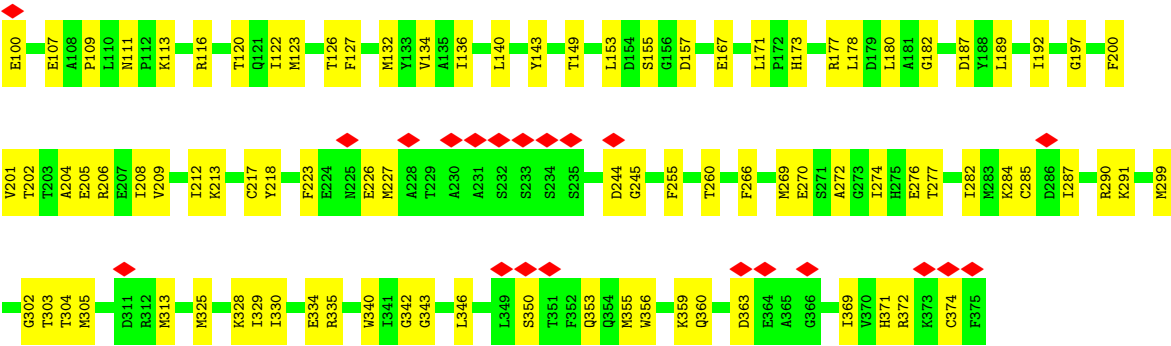 E100 E107 A108 P109 L110 N111 P112 K113 R116 T120 Q121 I122 M123 T126 F127 M132 Y133 V134 A135 I136 L140 Y143 T149 L153 D154 S155 G156 D157 E167 L171 P172 H173 R177 L178 D179 L180 A181 G182 D187 Y188 L189 I192 G197 F200
V201 T202 T203 A204 E205 R206 E207 I208 V209 I212 K213 C217 Y218 F223 E224 N225 E226 M227 A228 T229 A230 A231 S232 S233 S234 S235 D244 G245 F255 T260 F266 M269 E270 S271 A272 G273 I274 H275 E276 T277 I282 M283 K284 C285 D286 I287 R290 K291 M299
G302 T303 T304 M305 D311 R312 M313 M325 K328 I329 I330 E334 R335 W340 I341 G342 G343 L346 L349 S350 T351 F352 Q353 Q354 M355 W356 K359 Q360 D363 E364 A365 G366 I369 V370 H371 R372 K373 C374 F375